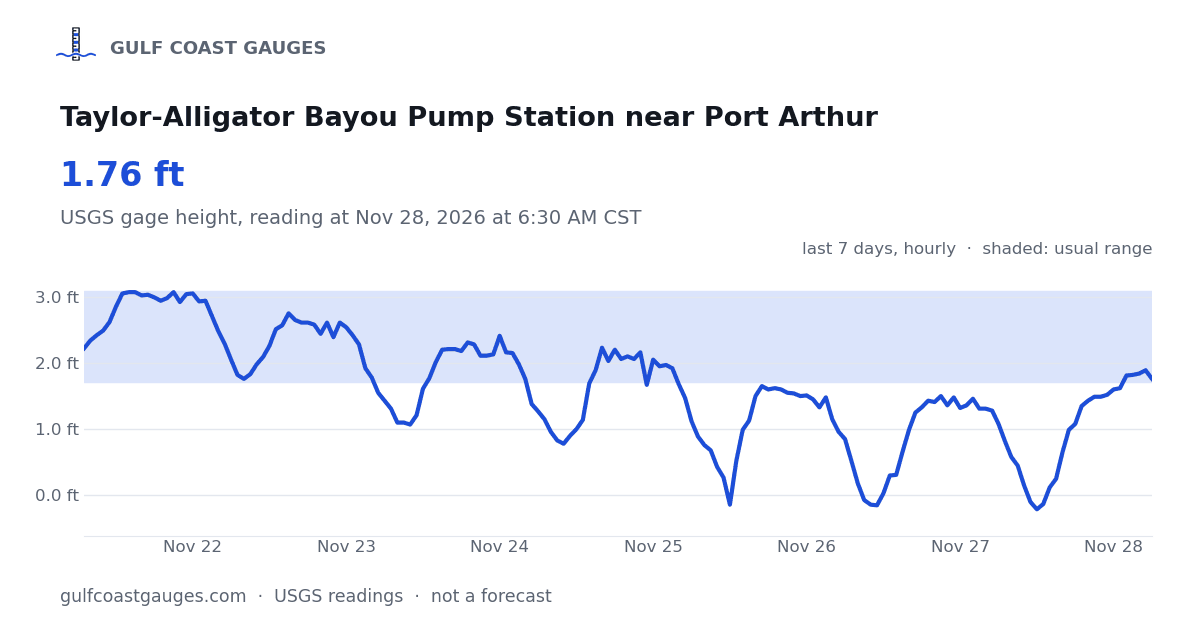 GULF COAST GAUGES
Taylor-Alligator Bayou Pump Station near Port Arthur
1.76 ft
USGS gage height, reading at Nov 28, 2026 at 6:30 AM CST
last 7 days, hourly · shaded: usual range
3.0 ft
2.0 ft
1.0 ft
0.0 ft
Nov 22 Nov 23 Nov 24 Nov 25 Nov 26 Nov 27 Nov 28
gulfcoastgauges.com · USGS readings · not a forecast